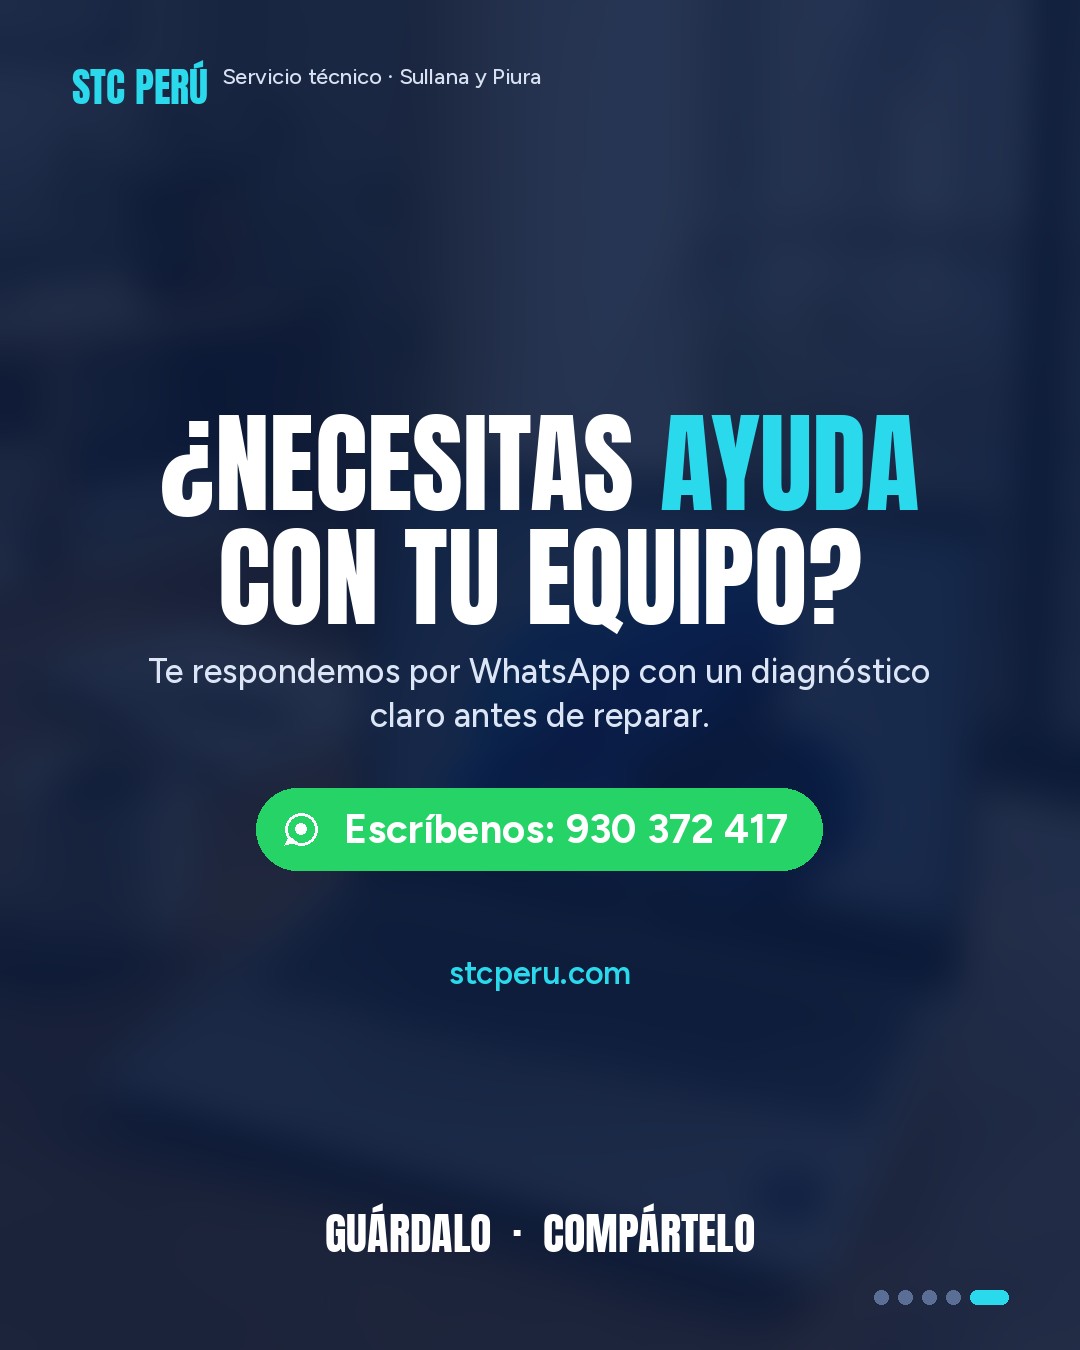 STC PERÚ Servicio técnico · Sullana y Piura
¿NECESITAS AYUDA
CON TU EQUIPO?
Te respondemos por WhatsApp con un diagnóstico
claro antes de reparar.
Escríbenos: 930 372 417
stcperu.com
GUÁRDALO · COMPÁRTELO